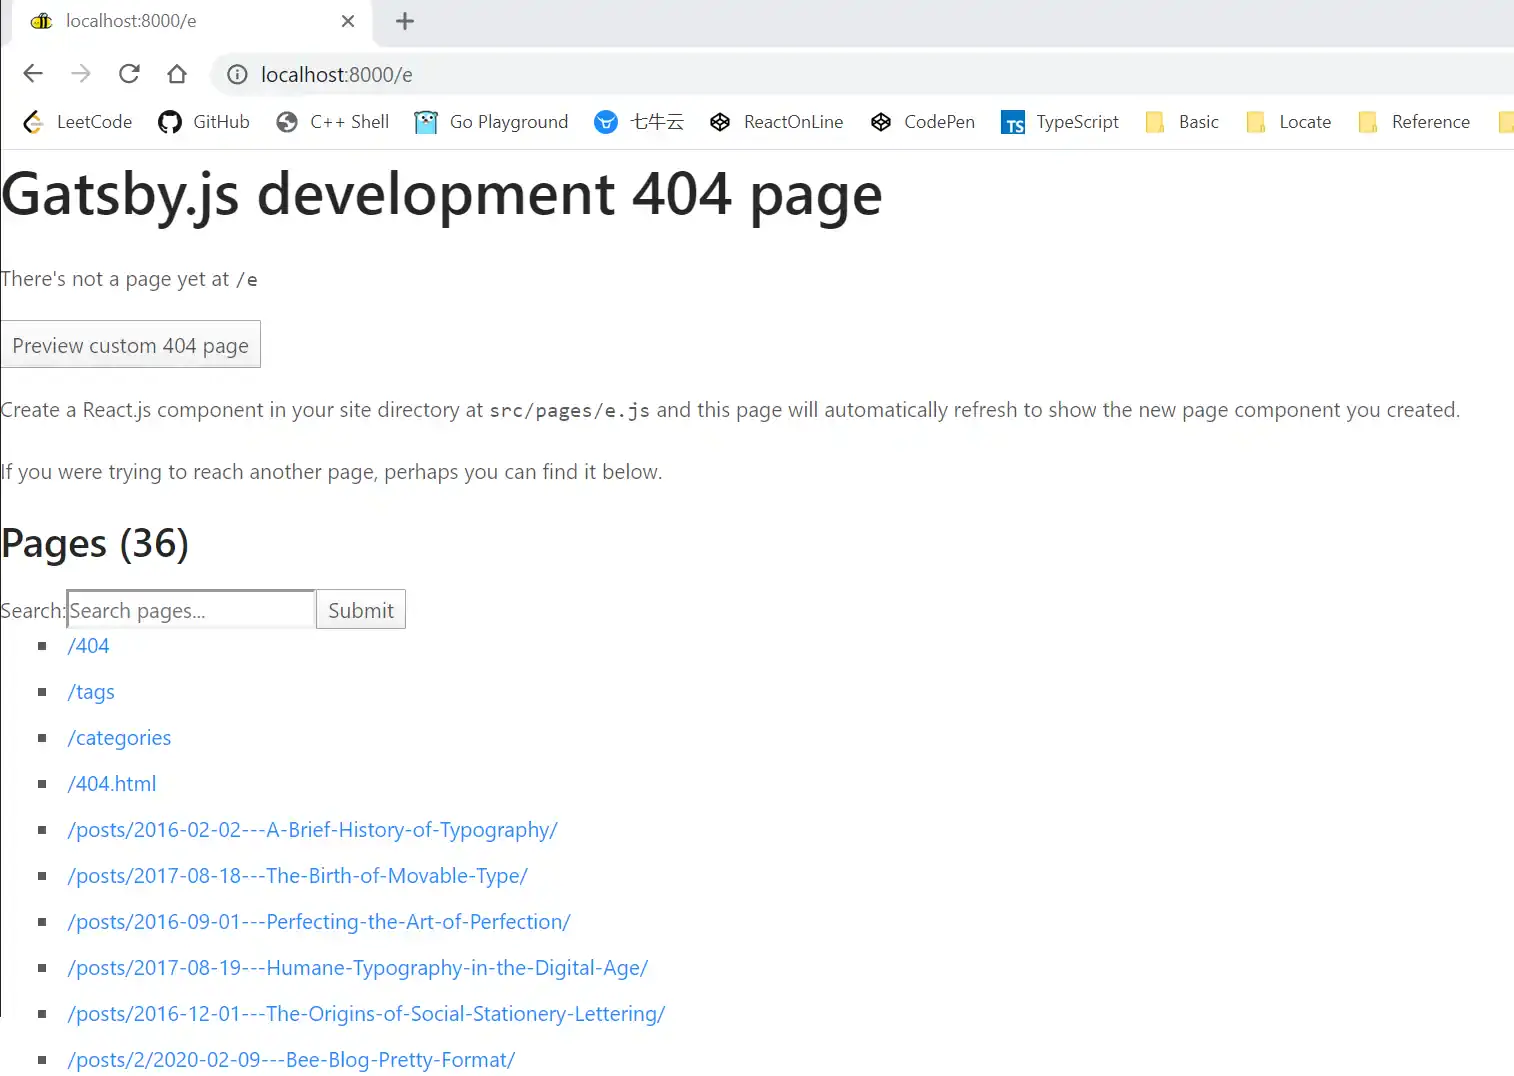 localhost:8000/e
localhost:8000/e
LeetCode GitHub C++ Shell Go Playground 七牛云 ReactOnLine CodePen TypeScript Basic Locate Reference
Gatsby.js development 404 page
There's not a page yet at /e
Preview custom 404 page
Create a React.js component in your site directory at src/pages/e.js and this page will automatically refresh to show the new page component you created.
If you were trying to reach another page, perhaps you can find it below.
Pages (36)
Search: Search pages... Submit
/404
/tags
/categories
/404.html
/posts/2016-02-02---A-Brief-History-of-Typography/
/posts/2017-08-18---The-Birth-of-Movable-Type/
/posts/2016-09-01---Perfecting-the-Art-of-Perfection/
/posts/2017-08-19---Humane-Typography-in-the-Digital-Age/
/posts/2016-12-01---The-Origins-of-Social-Stationery-Lettering/
/posts/2/2020-02-09---Bee-Blog-Pretty-Format/